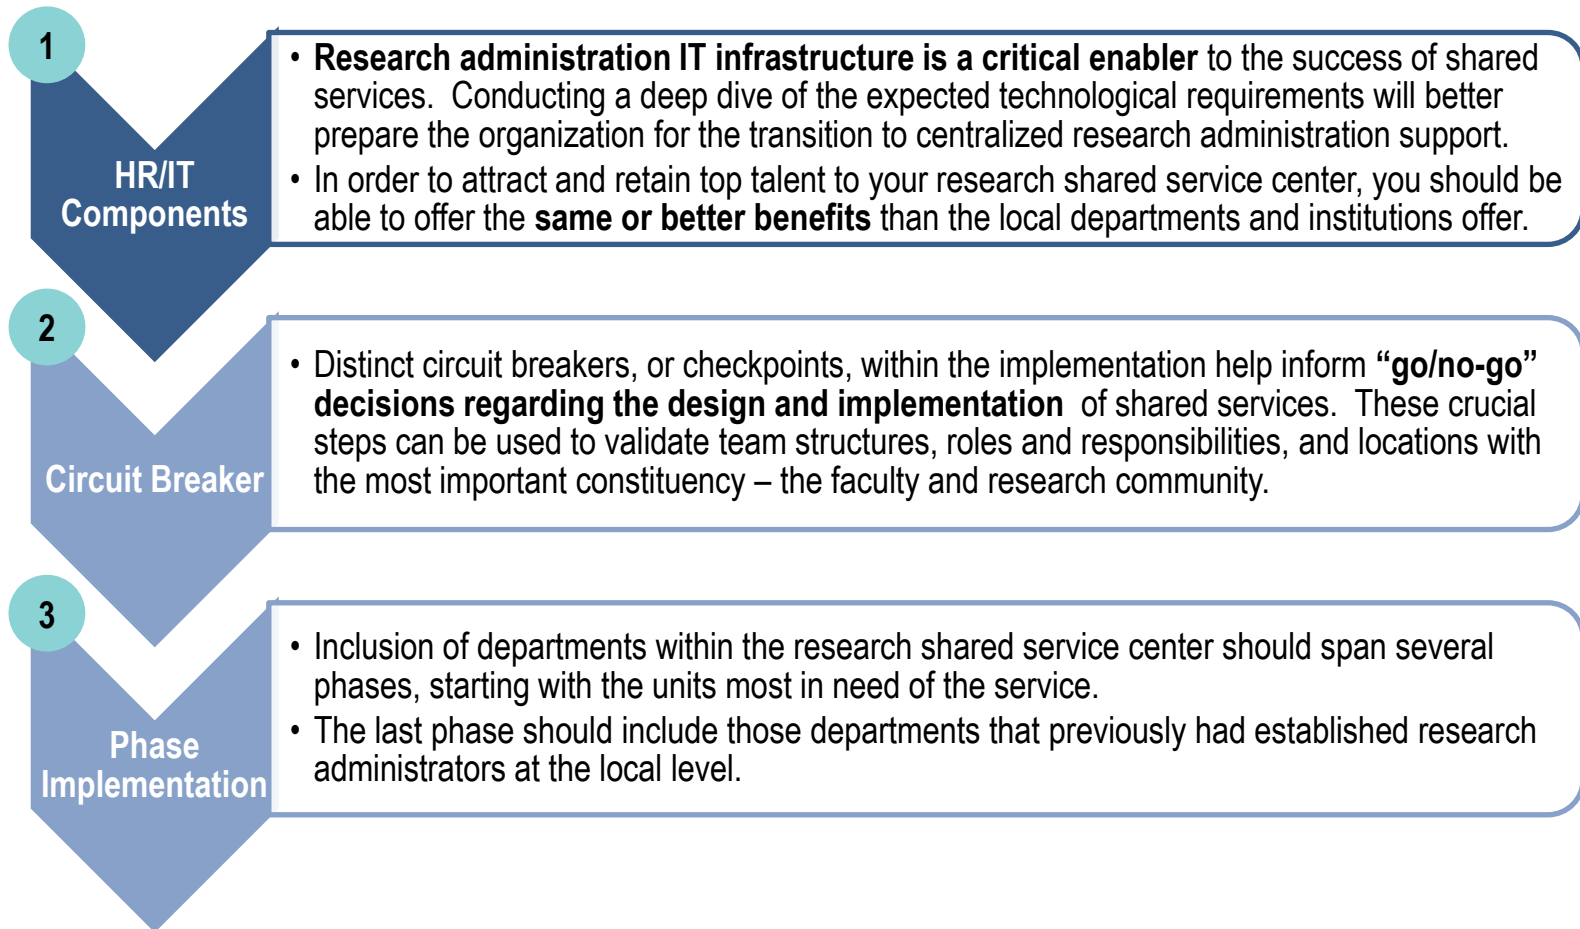 1
HR/IT
Components
• Research administration IT infrastructure is a critical enabler to the success of shared
services.  Conducting a deep dive of the expected technological requirements will better
prepare the organization for the transition to centralized research administration support.
• In order to attract and retain top talent to your research shared service center, you should be
able to offer the same or better benefits than the local departments and institutions offer.
2
Circuit Breaker
• Distinct circuit breakers, or checkpoints, within the implementation help inform “go/no-go”
decisions regarding the design and implementation  of shared services.  These crucial
steps can be used to validate team structures, roles and responsibilities, and locations with
the most important constituency – the faculty and research community.
3
Phase
Implementation
• Inclusion of departments within the research shared service center should span several
phases, starting with the units most in need of the service.
• The last phase should include those departments that previously had established research
administrators at the local level.